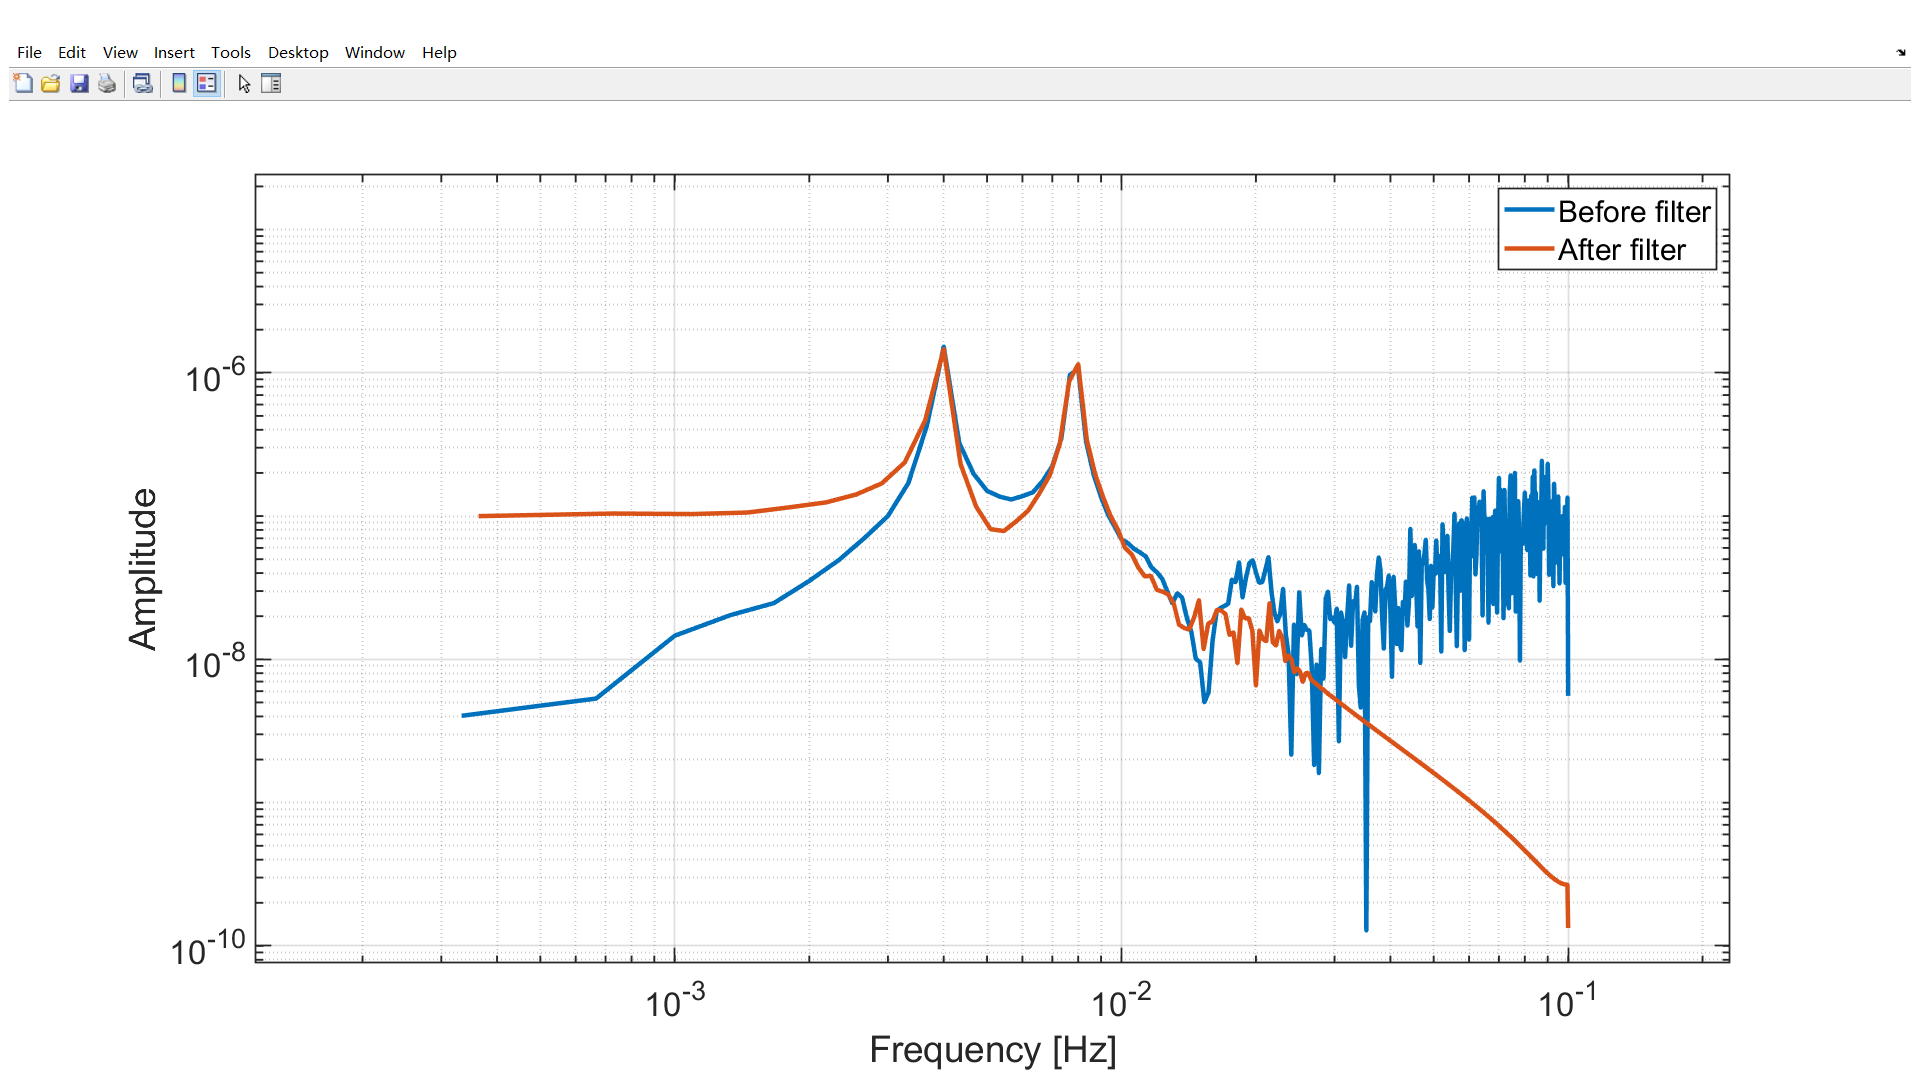 File Edit View Insert Tools Desktop Window Help
Before filter
After filter
10-6
10-8
10-10
Amplitude
10-3 10-2 10-1
Frequency [Hz]